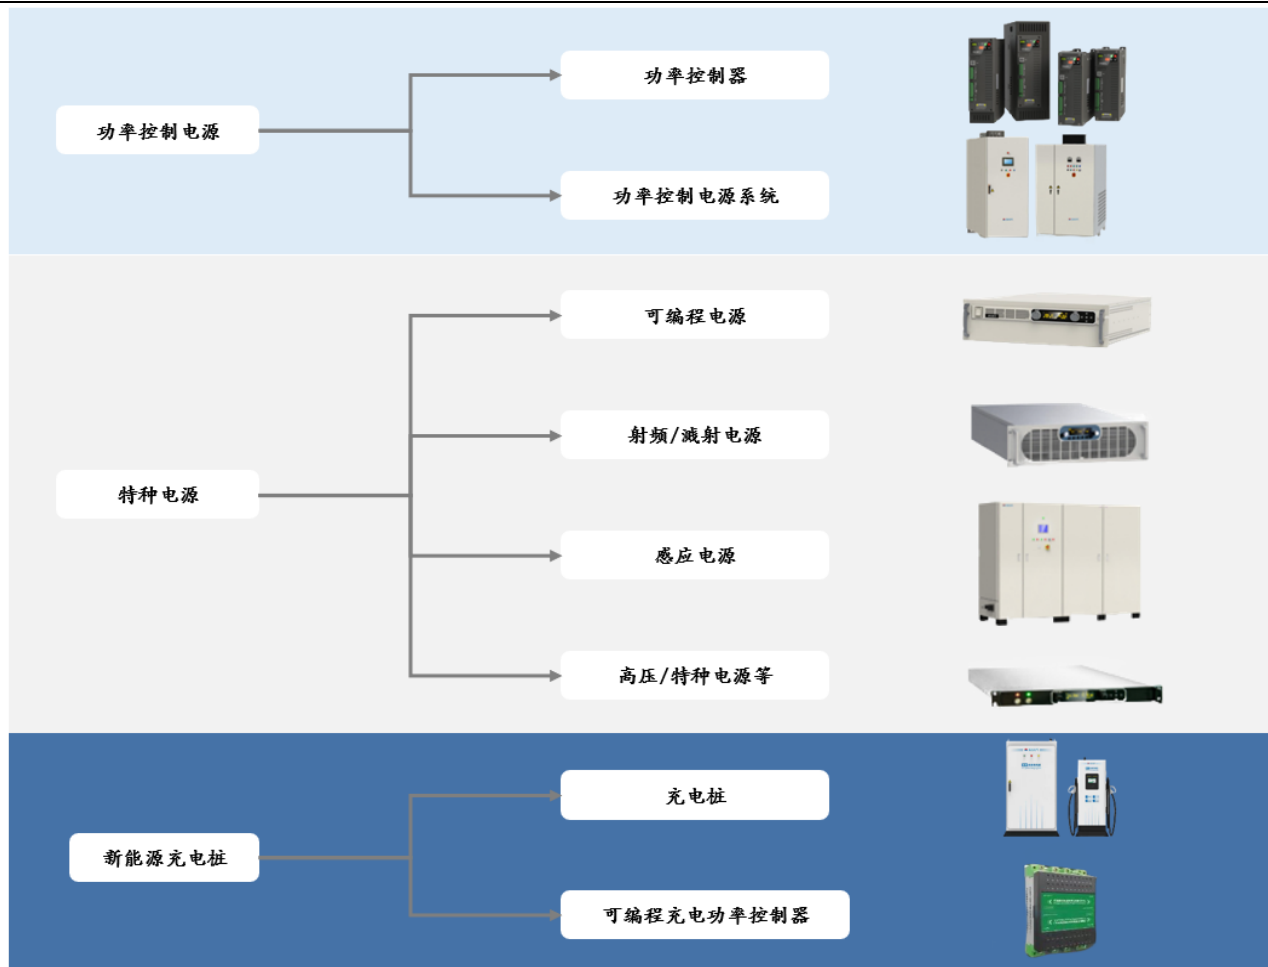 功率控制电源
功率控制器
功率控制电源系统
特种电源
可编程电源
射频/溅射电源
感应电源
高压/特种电源等
新能源充电桩
充电桩
可编程充电功率控制器